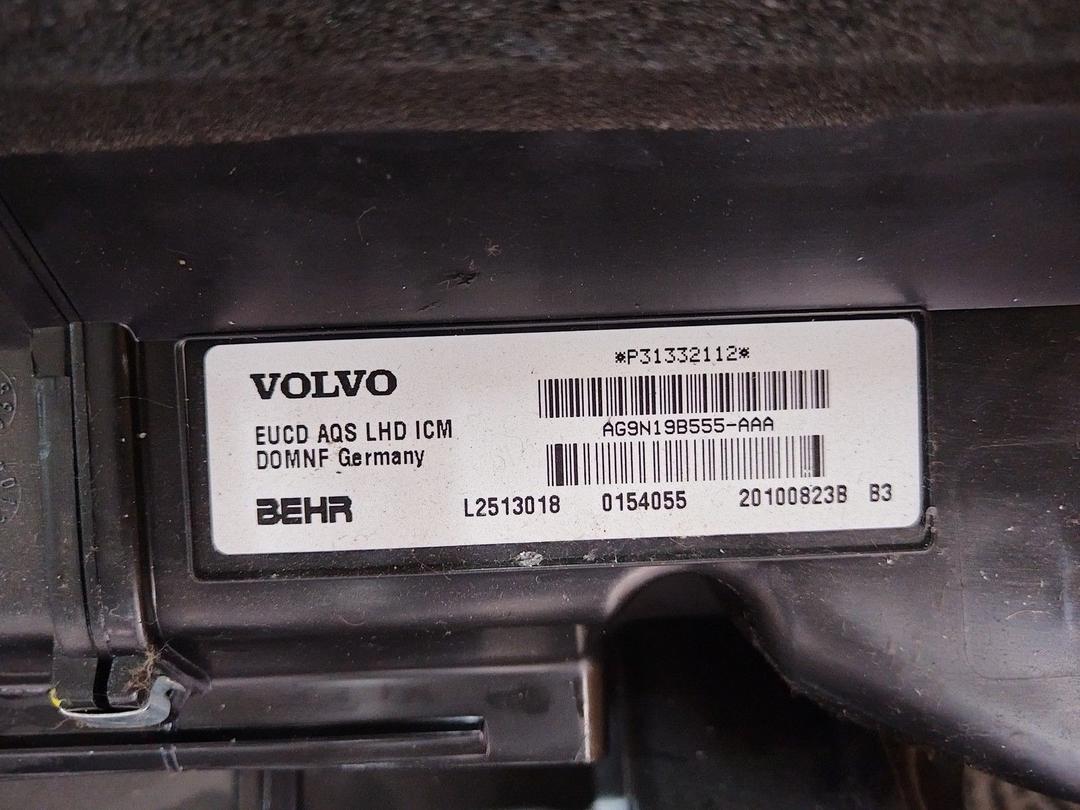 VOLVO
EUCD AQS LHD ICM
DOMNF Germany
BEHR
*P31332112*
AG9N19B555-AAA
L2513018 0154055 20100823B B3